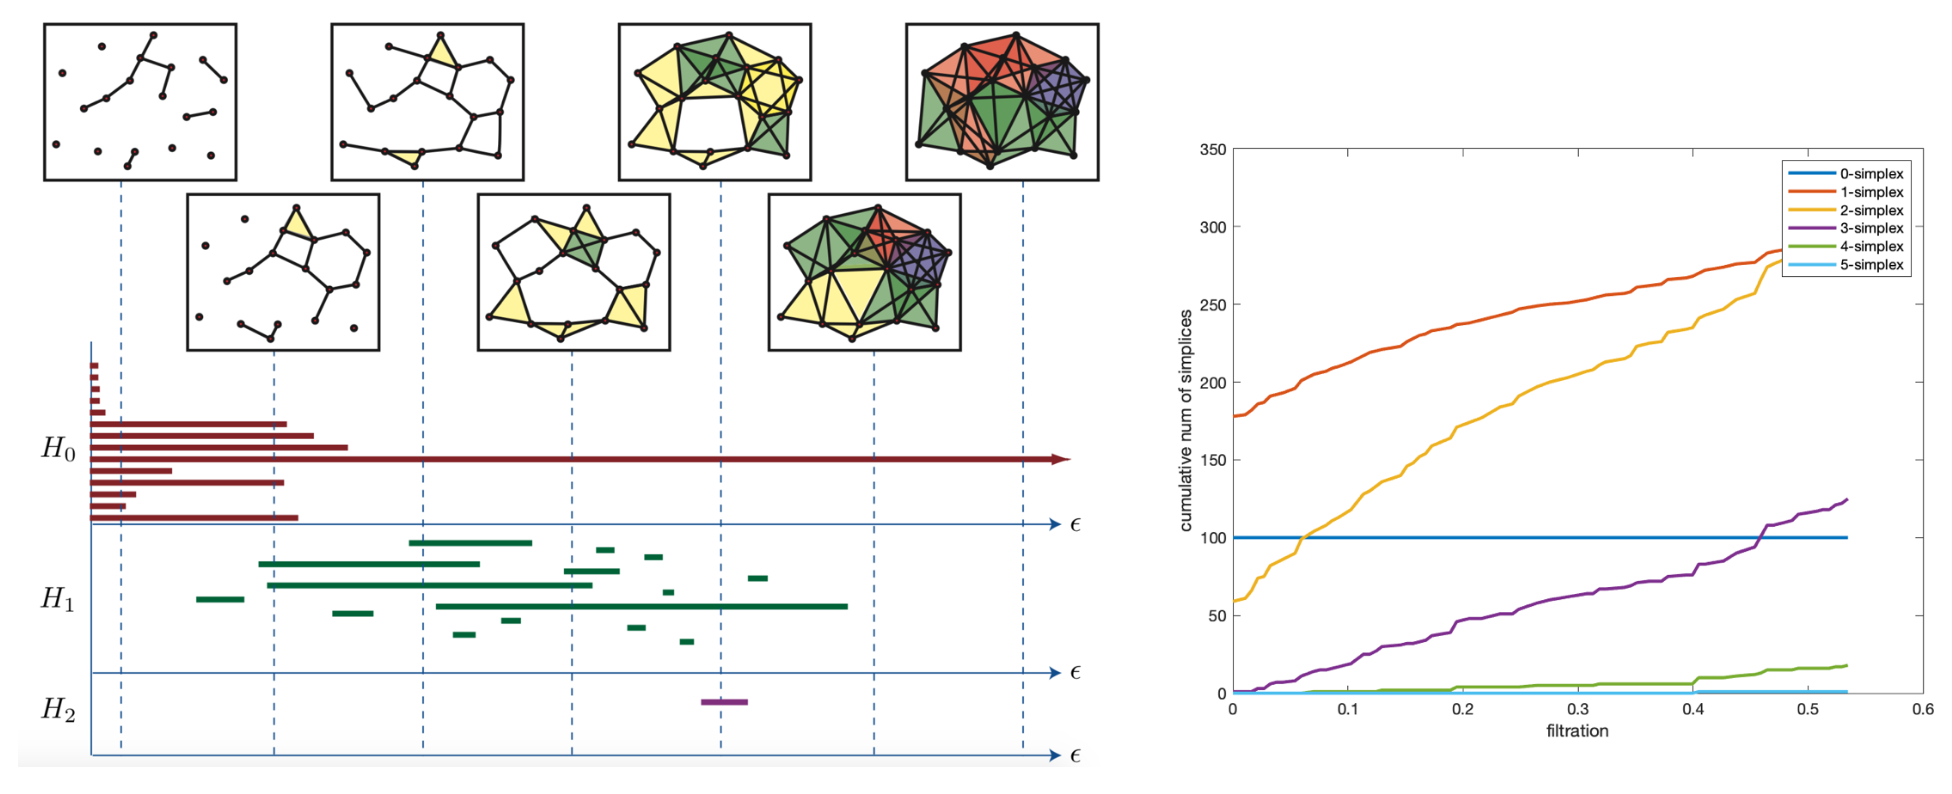 H₀
ϵ
H₁
ϵ
H₂
ϵ
350
300
250
200
150
100
50
0
cumulative num of simplices
0-simplex
1-simplex
2-simplex
3-simplex
4-simplex
5-simplex
0 0.1 0.2 0.3 0.4 0.5 0.6
filtration